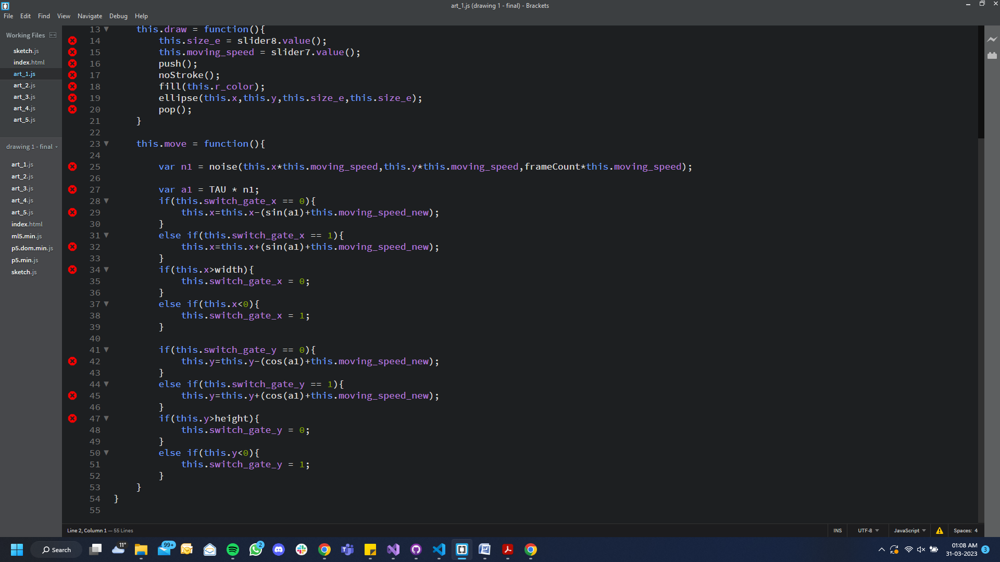 art_1.js (drawing 1 - final) - Brackets
File Edit Find View Navigate Debug Help
Working Files
sketch.js
index.html
art_1.js
art_2.js
art_3.js
art_4.js
art_5.js
drawing 1 - final
art_1.js
art_2.js
art_3.js
art_4.js
art_5.js
index.html
ml5.min.js
p5.dom.min.js
p5.min.js
sketch.js
13 this.draw = function(){
14 this.size_e = slider8.value();
15 this.moving_speed = slider7.value();
16 push();
17 noStroke();
18 fill(this.r_color);
19 ellipse(this.x,this.y,this.size_e,this.size_e);
20 pop();
21 }
22
23 this.move = function(){
24
25 var n1 = noise(this.x*this.moving_speed,this.y*this.moving_speed,frameCount*this.moving_speed);
26
27 var a1 = TAU * n1;
28 if(this.switch_gate_x == 0){
29 this.x=this.x-(sin(a1)+this.moving_speed_new);
30 }
31 else if(this.switch_gate_x == 1){
32 this.x=this.x+(sin(a1)+this.moving_speed_new);
33 }
34 if(this.x>width){
35 this.switch_gate_x = 0;
36 }
37 else if(this.x<0){
38 this.switch_gate_x = 1;
39 }
40
41 if(this.switch_gate_y == 0){
42 this.y=this.y-(cos(a1)+this.moving_speed_new);
43 }
44 else if(this.switch_gate_y == 1){
45 this.y=this.y+(cos(a1)+this.moving_speed_new);
46 }
47 if(this.y>height){
48 this.switch_gate_y = 0;
49 }
50 else if(this.y<0){
51 this.switch_gate_y = 1;
52 }
53 }
54 }
55
Line 2, Column 1 — 55 Lines
INS UTF-8 JavaScript Spaces: 4
Search 11° 99+ 2
01:08 AM
31-03-2023 3